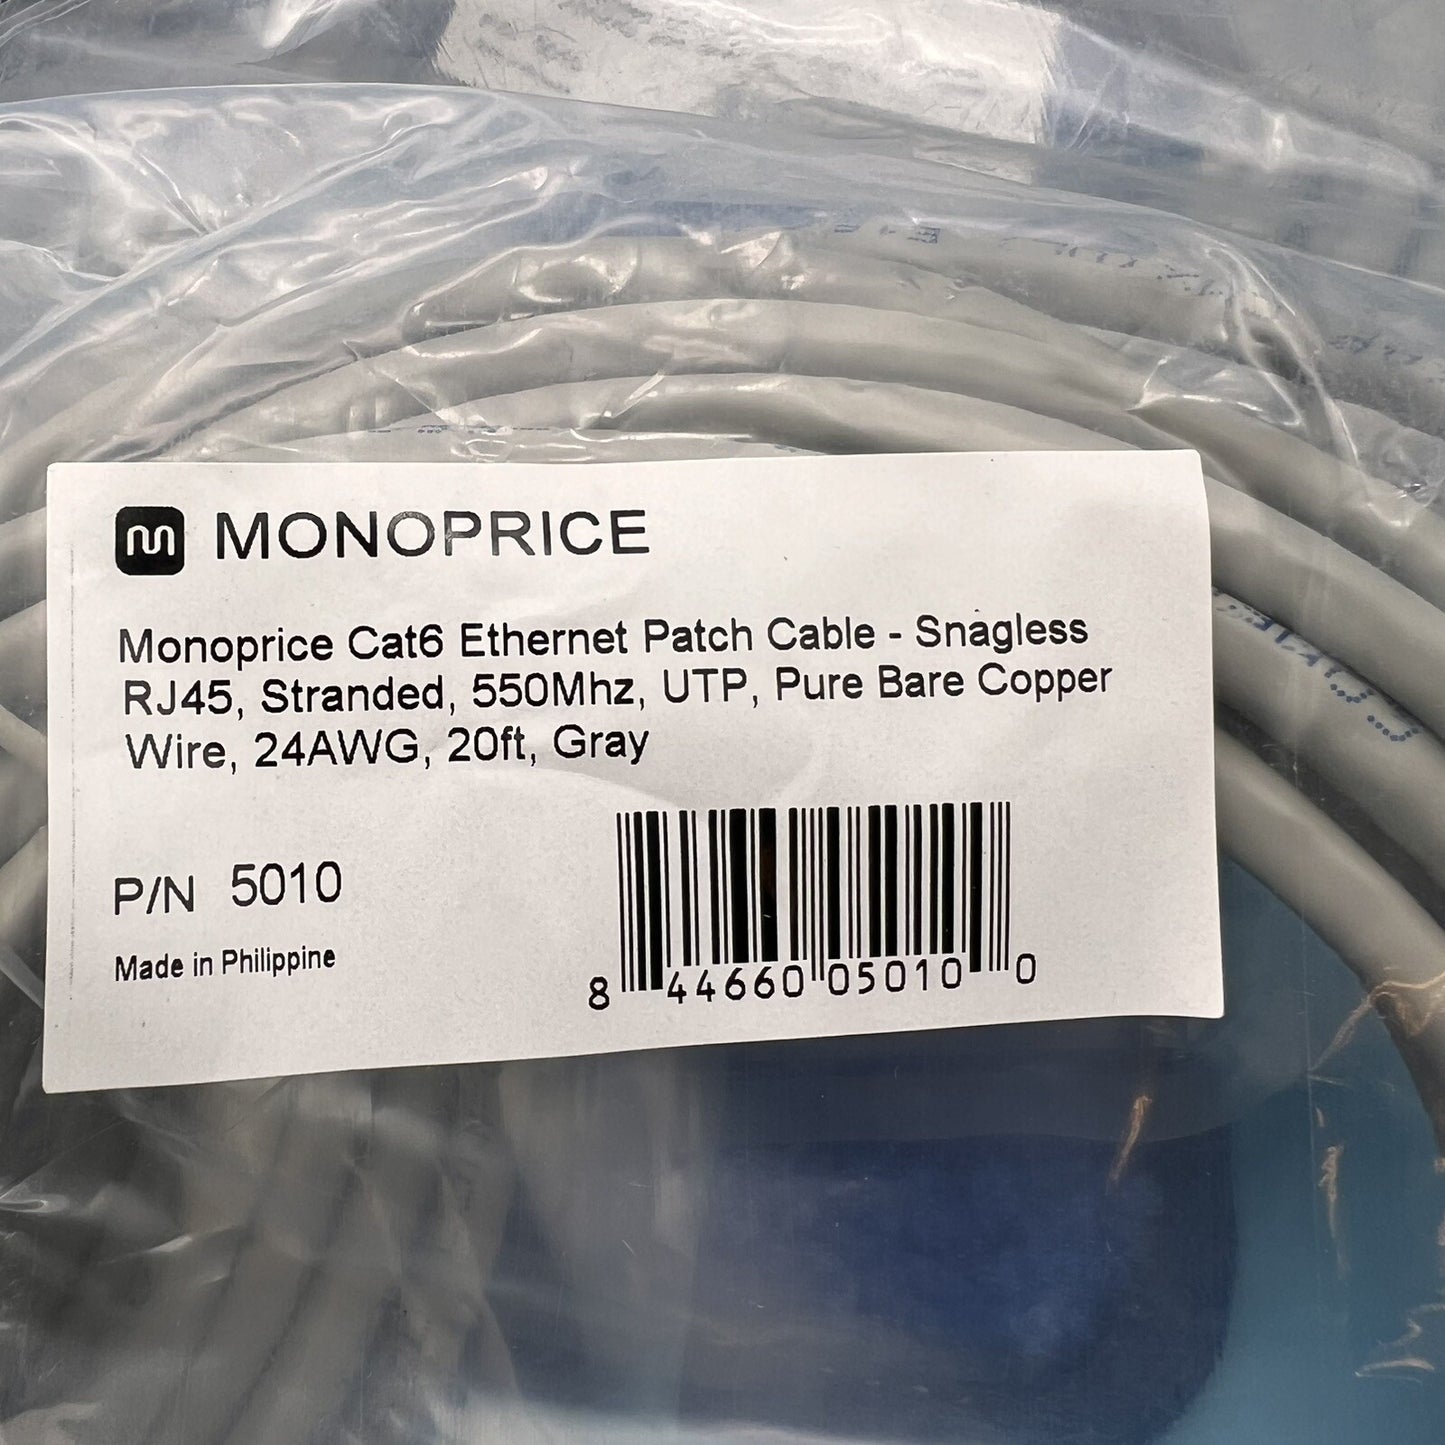 m MONOPRICE
Monoprice Cat6 Ethernet Patch Cable - Snagless
RJ45, Stranded, 550Mhz, UTP, Pure Bare Copper
Wire, 24AWG, 20ft, Gray
P/N 5010
Made in Philippine
8 44660 05010 0